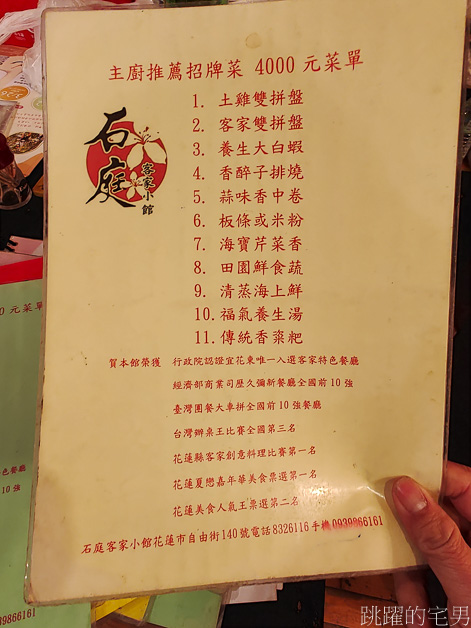 主廚推薦招牌菜 4000 元菜單
石庭
客家小館
1. 土雞雙拼盤
2. 客家雙拼盤
3. 養生大白蝦
4. 香醉子排燒
5. 蒜味香中卷
6. 板條或米粉
7. 海寶芹菜香
8. 田園鮮食蔬
9. 清蒸海上鮮
10. 福氣養生湯
11. 傳統香粢粑
賀本館榮獲 行政院認證宜花東唯一入選客家特色餐廳
經濟部商業司歷久彌新餐廳全國前10強
臺灣團餐大車拼全國前10強餐廳
台灣辦桌王比賽全國第三名
花蓮縣客家創意料理比賽第一名
花蓮夏戀嘉年華美食票選第一名
花蓮美食人氣王票選第二名
石庭客家小館花蓮市自由街140號電話8326116手機0939866161
0元菜單
色餐廳
10強
39866161
跳躍的宅男